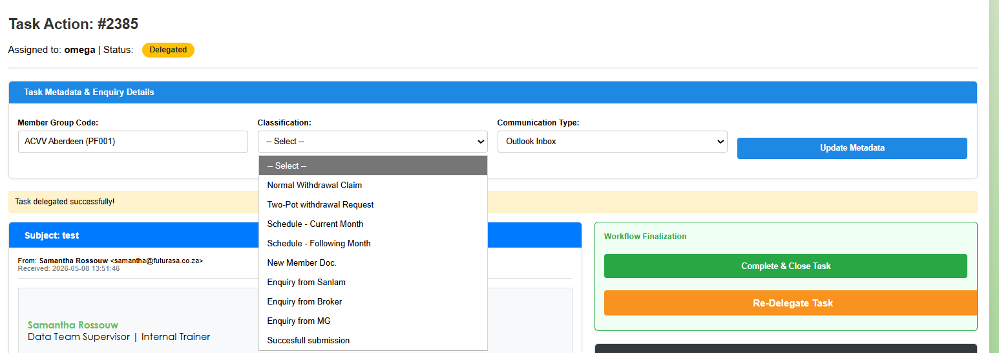 Task Action: #2385
Assigned to: omega | Status: Delegated
Task Metadata & Enquiry Details
Member Group Code:
ACVV Aberdeen (PF001)
Classification:
-- Select --
Communication Type:
Outlook Inbox
Update Metadata
-- Select --
Normal Withdrawal Claim
Two-Pot withdrawal Request
Schedule - Current Month
Schedule - Following Month
New Member Doc.
Enquiry from Sanlam
Enquiry from Broker
Enquiry from MG
Succesfull submission
Task delegated successfully!
Subject: test
From: Samantha Rossouw <samantha@futurasa.co.za>
Received: 2026-05-08 13:51:46
Samantha Rossouw
Data Team Supervisor | Internal Trainer
Workflow Finalization
Complete & Close Task
Re-Delegate Task